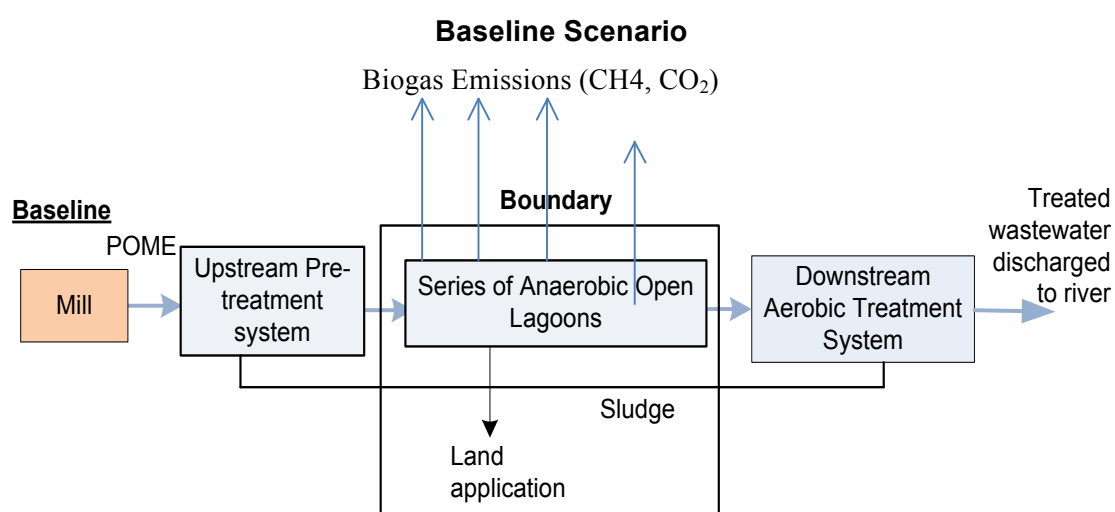 Baseline Scenario
Biogas Emissions (CH4, CO₂)
Boundary
Baseline
POME
Mill
Upstream Pre-
treatment
system
Series of Anaerobic Open
Lagoons
Downstream
Aerobic Treatment
System
Treated
wastewater
discharged
to river
Sludge
Land
application